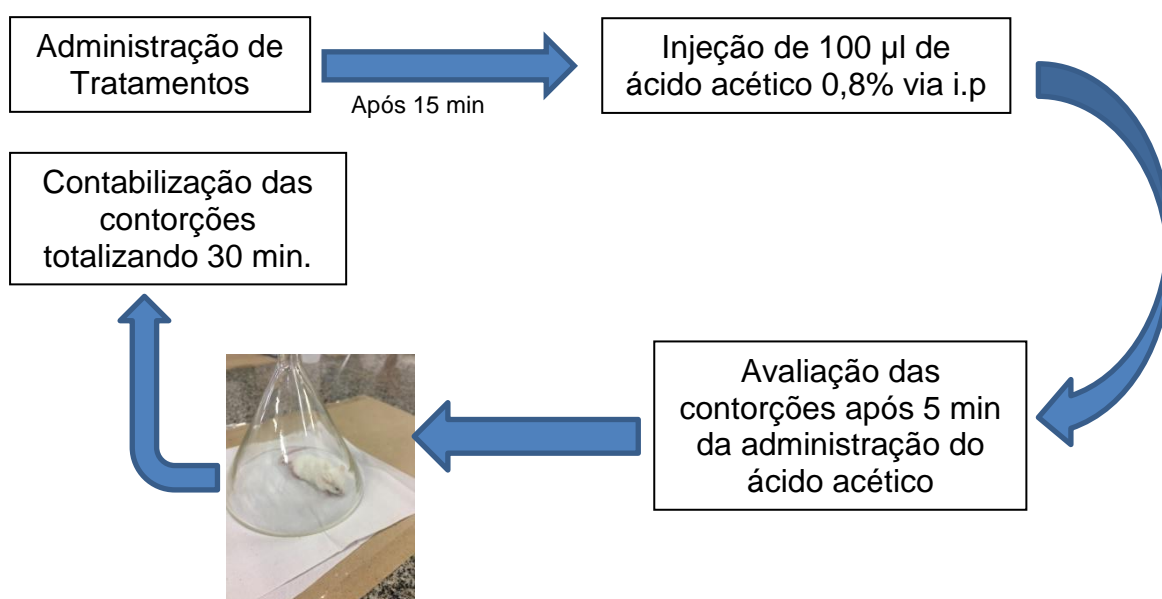 Administração de
Tratamentos
Após 15 min
Injeção de 100 µl de
ácido acético 0,8% via i.p
Avaliação das
contorções após 5 min
da administração do
ácido acético
Contabilização das
contorções
totalizando 30 min.